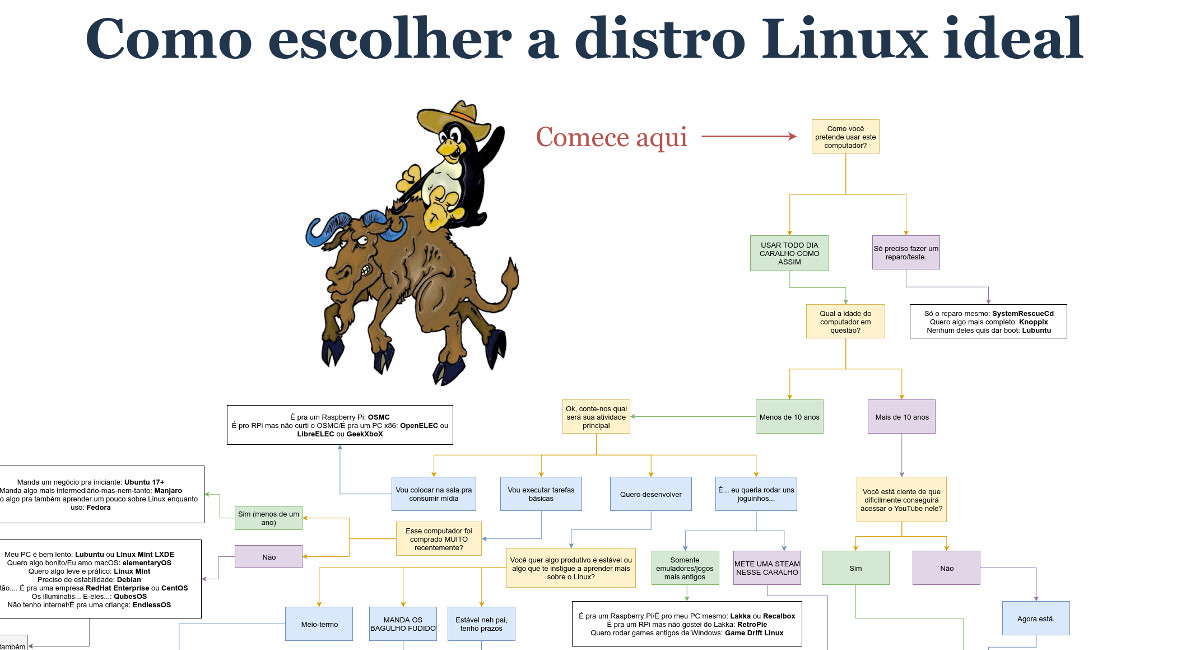 Como escolher a distro Linux ideal
Comece aqui
Como você
pretende usar este
computador?
USAR TODO DIA
CARALHO COMO
ASSIM
Só preciso fazer um
reparo/teste.
Qual a idade do
computador em
questão?
Só o reparo mesmo: SystemRescueCd
Quero algo mais completo: Knoppix
Nenhum deles quis dar boot: Lubuntu
Ok, conte-nos qual
será sua atividade
principal
Menos de 10 anos
Mais de 10 anos
É pra um Raspberry Pi: OSMC
É pro RPi mas não curti o OSMC/É pra um PC x86: OpenELEC ou
LibreELEC ou GeekXboX
Vou colocar na sala pra
consumir mídia
Vou executar tarefas
básicas
Quero desenvolver
É... eu queria rodar uns
joguinhos...
Você está ciente de que
dificilmente conseguirá
acessar o YouTube nele?
Manda um negócio pra iniciante: Ubuntu 17+
Manda algo mais intermediário-mas-nem-tanto: Manjaro
o algo pra também aprender um pouco sobre Linux enquanto
uso: Fedora
Sim (menos de um
ano)
Esse computador foi
comprado MUITO
recentemente?
Não
Você quer algo produtivo e estável ou
algo que te instigue a aprender mais
sobre o Linux?
Somente
emuladores/jogos
mais antigos
METE UMA STEAM
NESSE CARALHO
Sim
Não
Meu PC é bem lento: Lubuntu ou Linux Mint LXDE
Quero algo bonito/Eu amo macOS: elementaryOS
Quero algo leve e prático: Linux Mint
Preciso de estabilidade: Debian
tão.... É pra uma empresa RedHat Enterprise ou CentOS
Os illuminatis... E-eles...: QubesOS
Não tenho internet/É pra uma criança: EndlessOS
Meio-termo
MANDA OS
BAGULHO FUDIDO
Estável neh pai,
tenho prazos
É pra um Raspberry Pi/É pro meu PC mesmo: Lakka ou Recalbox
É pra um RPi mas não gostei do Lakka: RetroPie
Quero rodar games antigos de Windows: Game Drift Linux
Agora está.
também